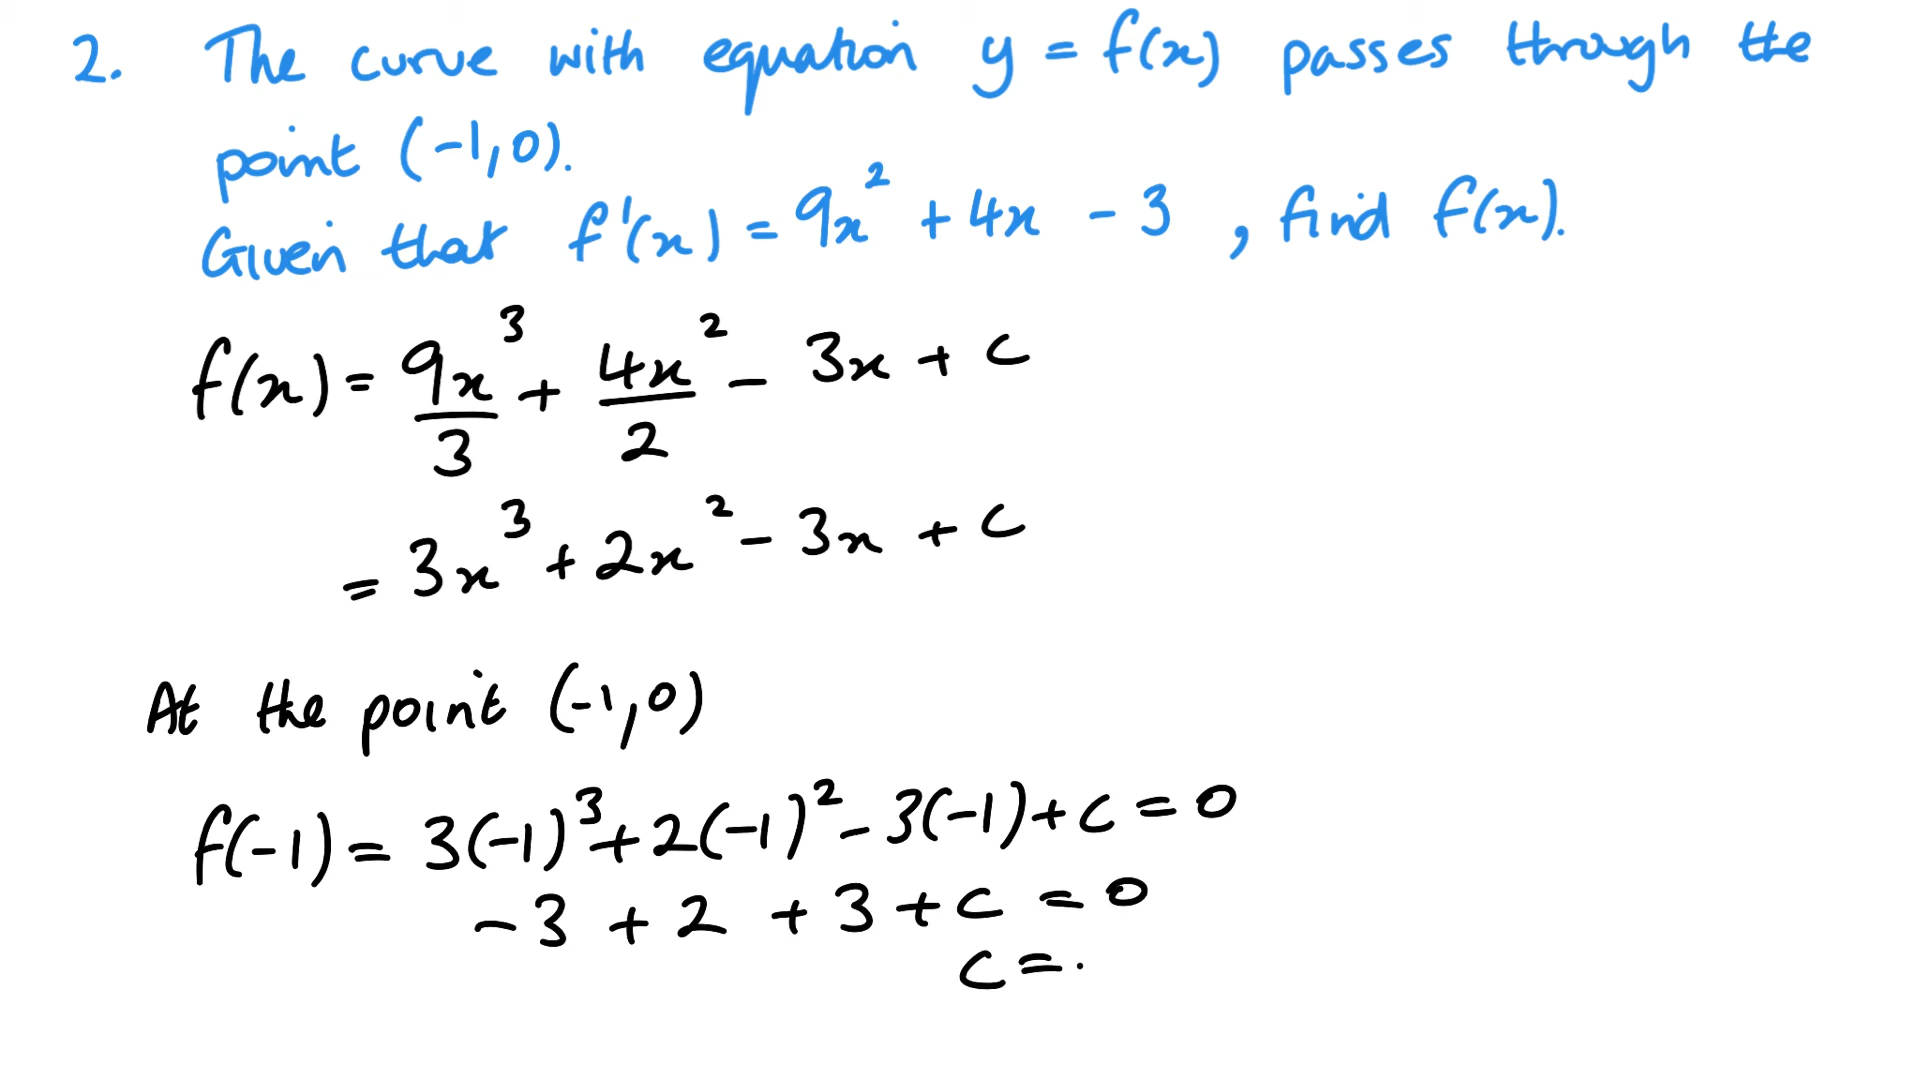 2. The curve with equation y = f(x) passes through the
point (-1,0).
Given that f'(x) = 9x² + 4x - 3 , find f(x).
f(x) = 9x³/3 + 4x²/2 - 3x + c
= 3x³ + 2x² - 3x + c
At the point (-1,0)
f(-1) = 3(-1)³ + 2(-1)² - 3(-1) + c = 0
-3 + 2 + 3 + c = 0
c = .